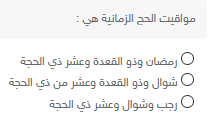 مواقيت الحج الزمانية هي :
رمضان وذو القعدة وعشر ذي الحجة
شوال وذو القعدة وعشر من ذي الحجة
رجب وشوال وعشر ذي الحجة